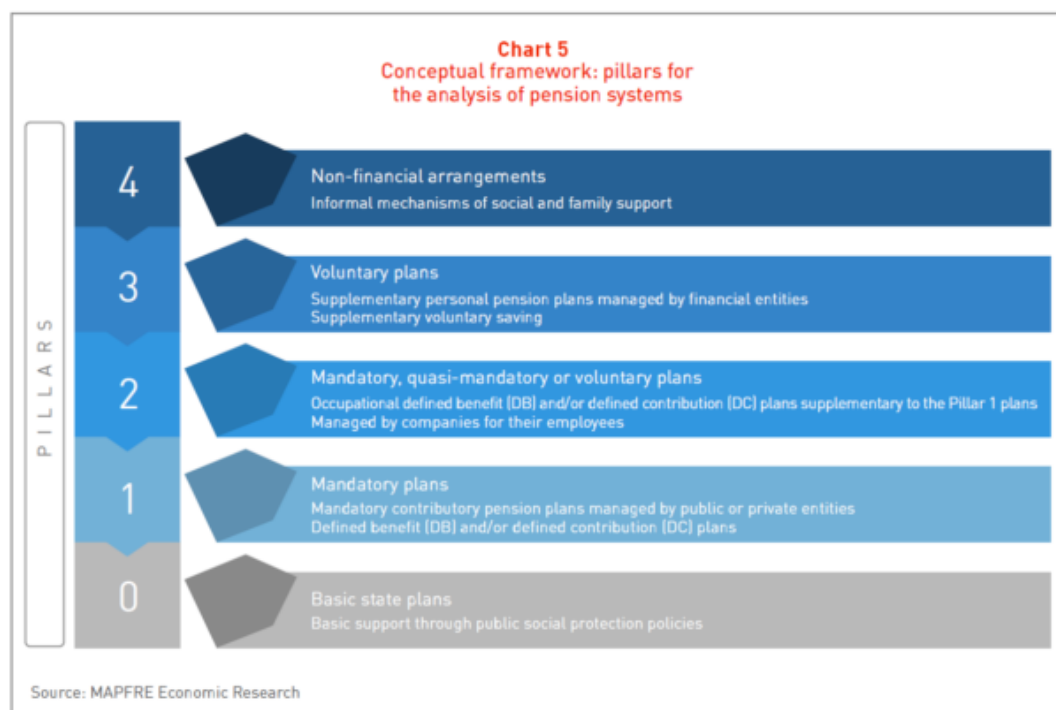 Chart 5
Conceptual framework: pillars for
the analysis of pension systems
PILLARS
4
Non-financial arrangements
Informal mechanisms of social and family support
3
Voluntary plans
Supplementary personal pension plans managed by financial entities
Supplementary voluntary saving
2
Mandatory, quasi-mandatory or voluntary plans
Occupational defined benefit (DB) and/or defined contribution (DC) plans supplementary to the Pillar 1 plans
Managed by companies for their employees
1
Mandatory plans
Mandatory contributory pension plans managed by public or private entities
Defined benefit (DB) and/or defined contribution (DC) plans
0
Basic state plans
Basic support through public social protection policies
Source: MAPFRE Economic Research